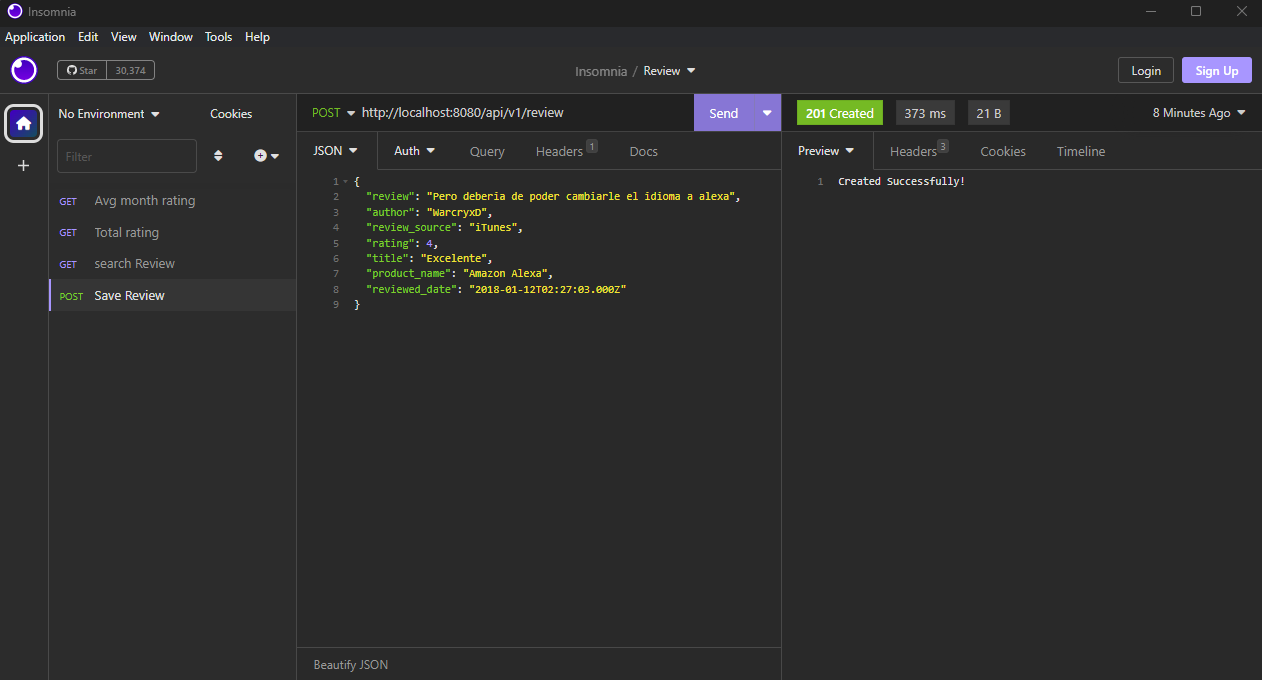 Insomnia
Application Edit View Window Tools Help
Star 30,374
Insomnia / Review
Login Sign Up
No Environment Cookies
Filter
GET Avg month rating
GET Total rating
GET search Review
POST Save Review
POST http://localhost:8080/api/v1/review Send
JSON Auth Query Headers 1 Docs
1 {
2 "review": "Pero deberia de poder cambiarle el idioma a alexa",
3 "author": "WarcryxD",
4 "review_source": "iTunes",
5 "rating": 4,
6 "title": "Excelente",
7 "product_name": "Amazon Alexa",
8 "reviewed_date": "2018-01-12T02:27:03.000Z"
9 }
Beautify JSON
201 Created 373 ms 21 B 8 Minutes Ago
Preview Headers 3 Cookies Timeline
1 Created Successfully!